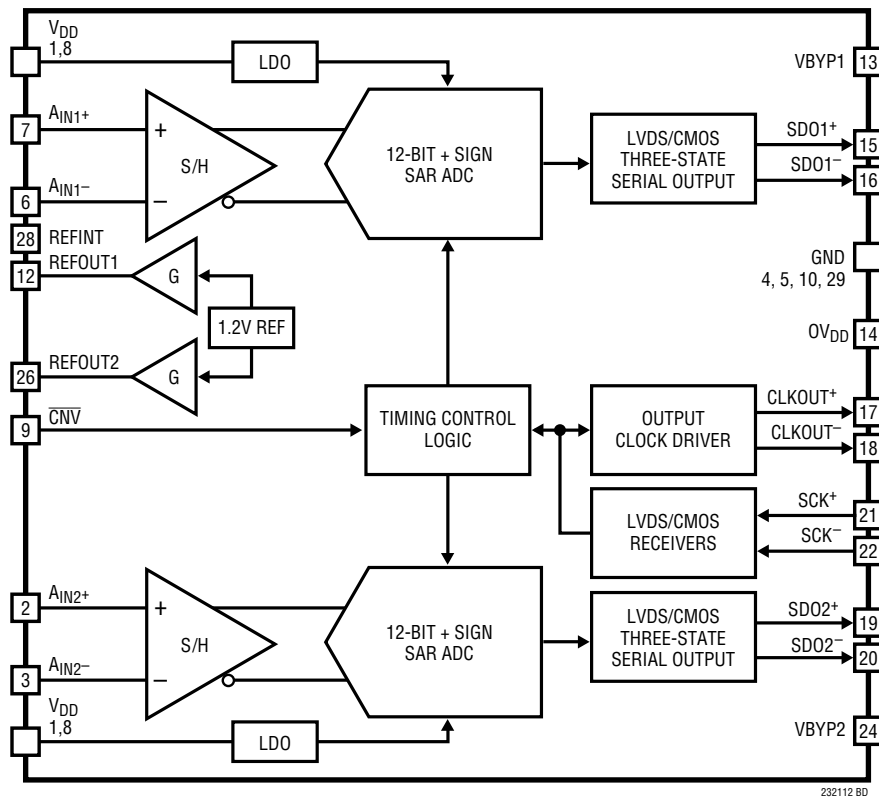 VDD
1,8
LDO
VBYP1 13
7 AIN1+
+
S/H
6 AIN1–
–
12-BIT + SIGN
SAR ADC
LVDS/CMOS
THREE-STATE
SERIAL OUTPUT
SDO1+ 15
SDO1– 16
28 REFINT
12 REFOUT1
G
1.2V REF
26 REFOUT2
G
GND
4, 5, 10, 29
OVDD 14
9 CNV
TIMING CONTROL
LOGIC
OUTPUT
CLOCK DRIVER
CLKOUT+ 17
CLKOUT– 18
LVDS/CMOS
RECEIVERS
SCK+ 21
SCK– 22
2 AIN2+
+
S/H
3 AIN2–
–
12-BIT + SIGN
SAR ADC
LVDS/CMOS
THREE-STATE
SERIAL OUTPUT
SDO2+ 19
SDO2– 20
VDD
1,8
LDO
VBYP2 24
232112 BD